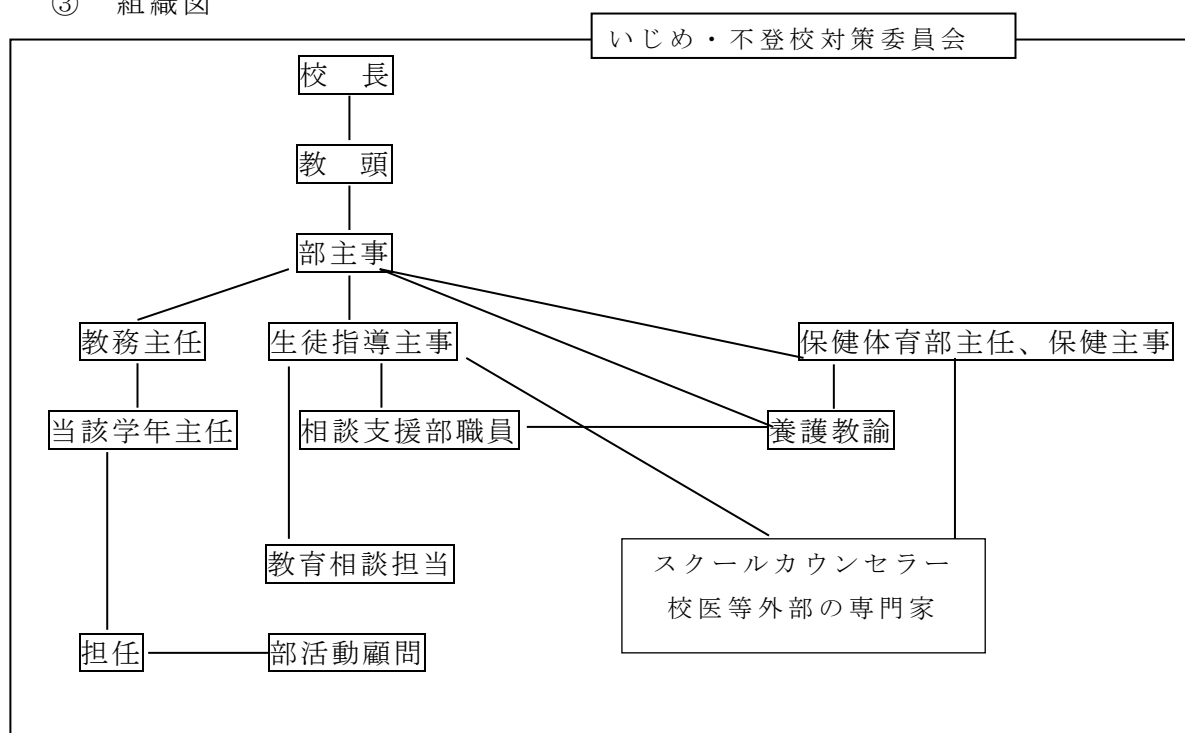 ③　組織図
いじめ・不登校対策委員会
校　長
教　頭
部主事
教務主任
生徒指導主事
保健体育部主任、保健主事
当該学年主任
相談支援部職員
養護教諭
教育相談担当
スクールカウンセラー
校医等外部の専門家
担任
部活動顧問